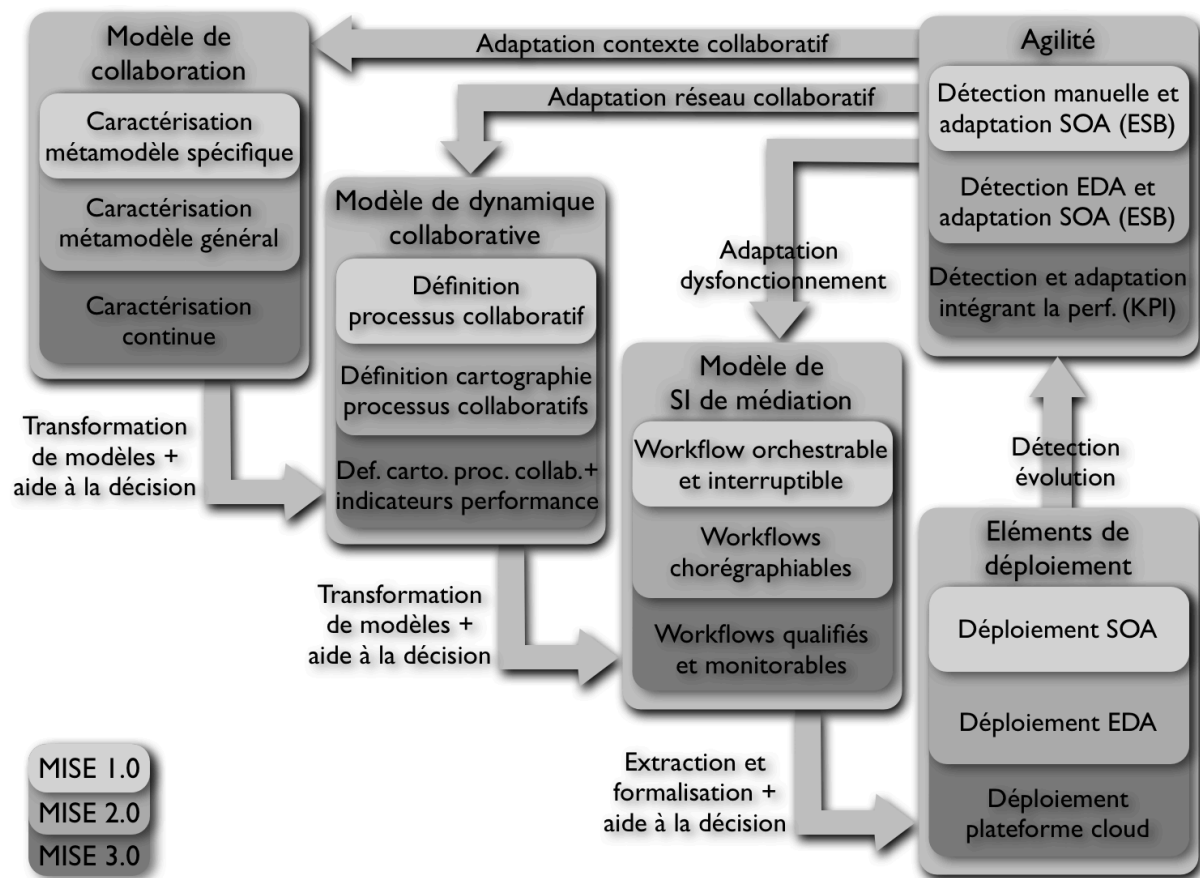 Modèle de
collaboration
Caractérisation
métamodèle spécifique
Caractérisation
métamodèle général
Caractérisation
continue
Adaptation contexte collaboratif
Adaptation réseau collaboratif
Agilité
Détection manuelle et
adaptation SOA (ESB)
Détection EDA et
adaptation SOA (ESB)
Détection et adaptation
intégrant la perf. (KPI)
Modèle de dynamique
collaborative
Définition
processus collaboratif
Définition cartographie
processus collaboratifs
Def. carto. proc. collab.+
indicateurs performance
Adaptation
dysfonctionnement
Transformation
de modèles +
aide à la décision
Modèle de
SI de médiation
Workflow orchestrable
et interruptible
Workflows
chorégraphiables
Workflows qualifiés
et monitorables
Détection
évolution
Transformation
de modèles +
aide à la décision
Eléments de
déploiement
Déploiement SOA
Déploiement EDA
Déploiement
plateforme cloud
Extraction et
formalisation +
aide à la décision
MISE 1.0
MISE 2.0
MISE 3.0